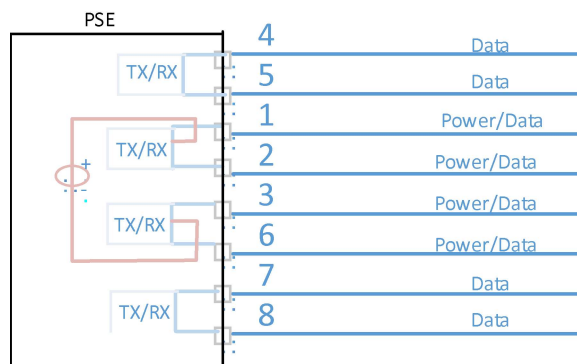 PSE
4 Data
TX/RX
5 Data
1 Power/Data
TX/RX
2 Power/Data
+
-
3 Power/Data
TX/RX
6 Power/Data
7 Data
TX/RX
8 Data